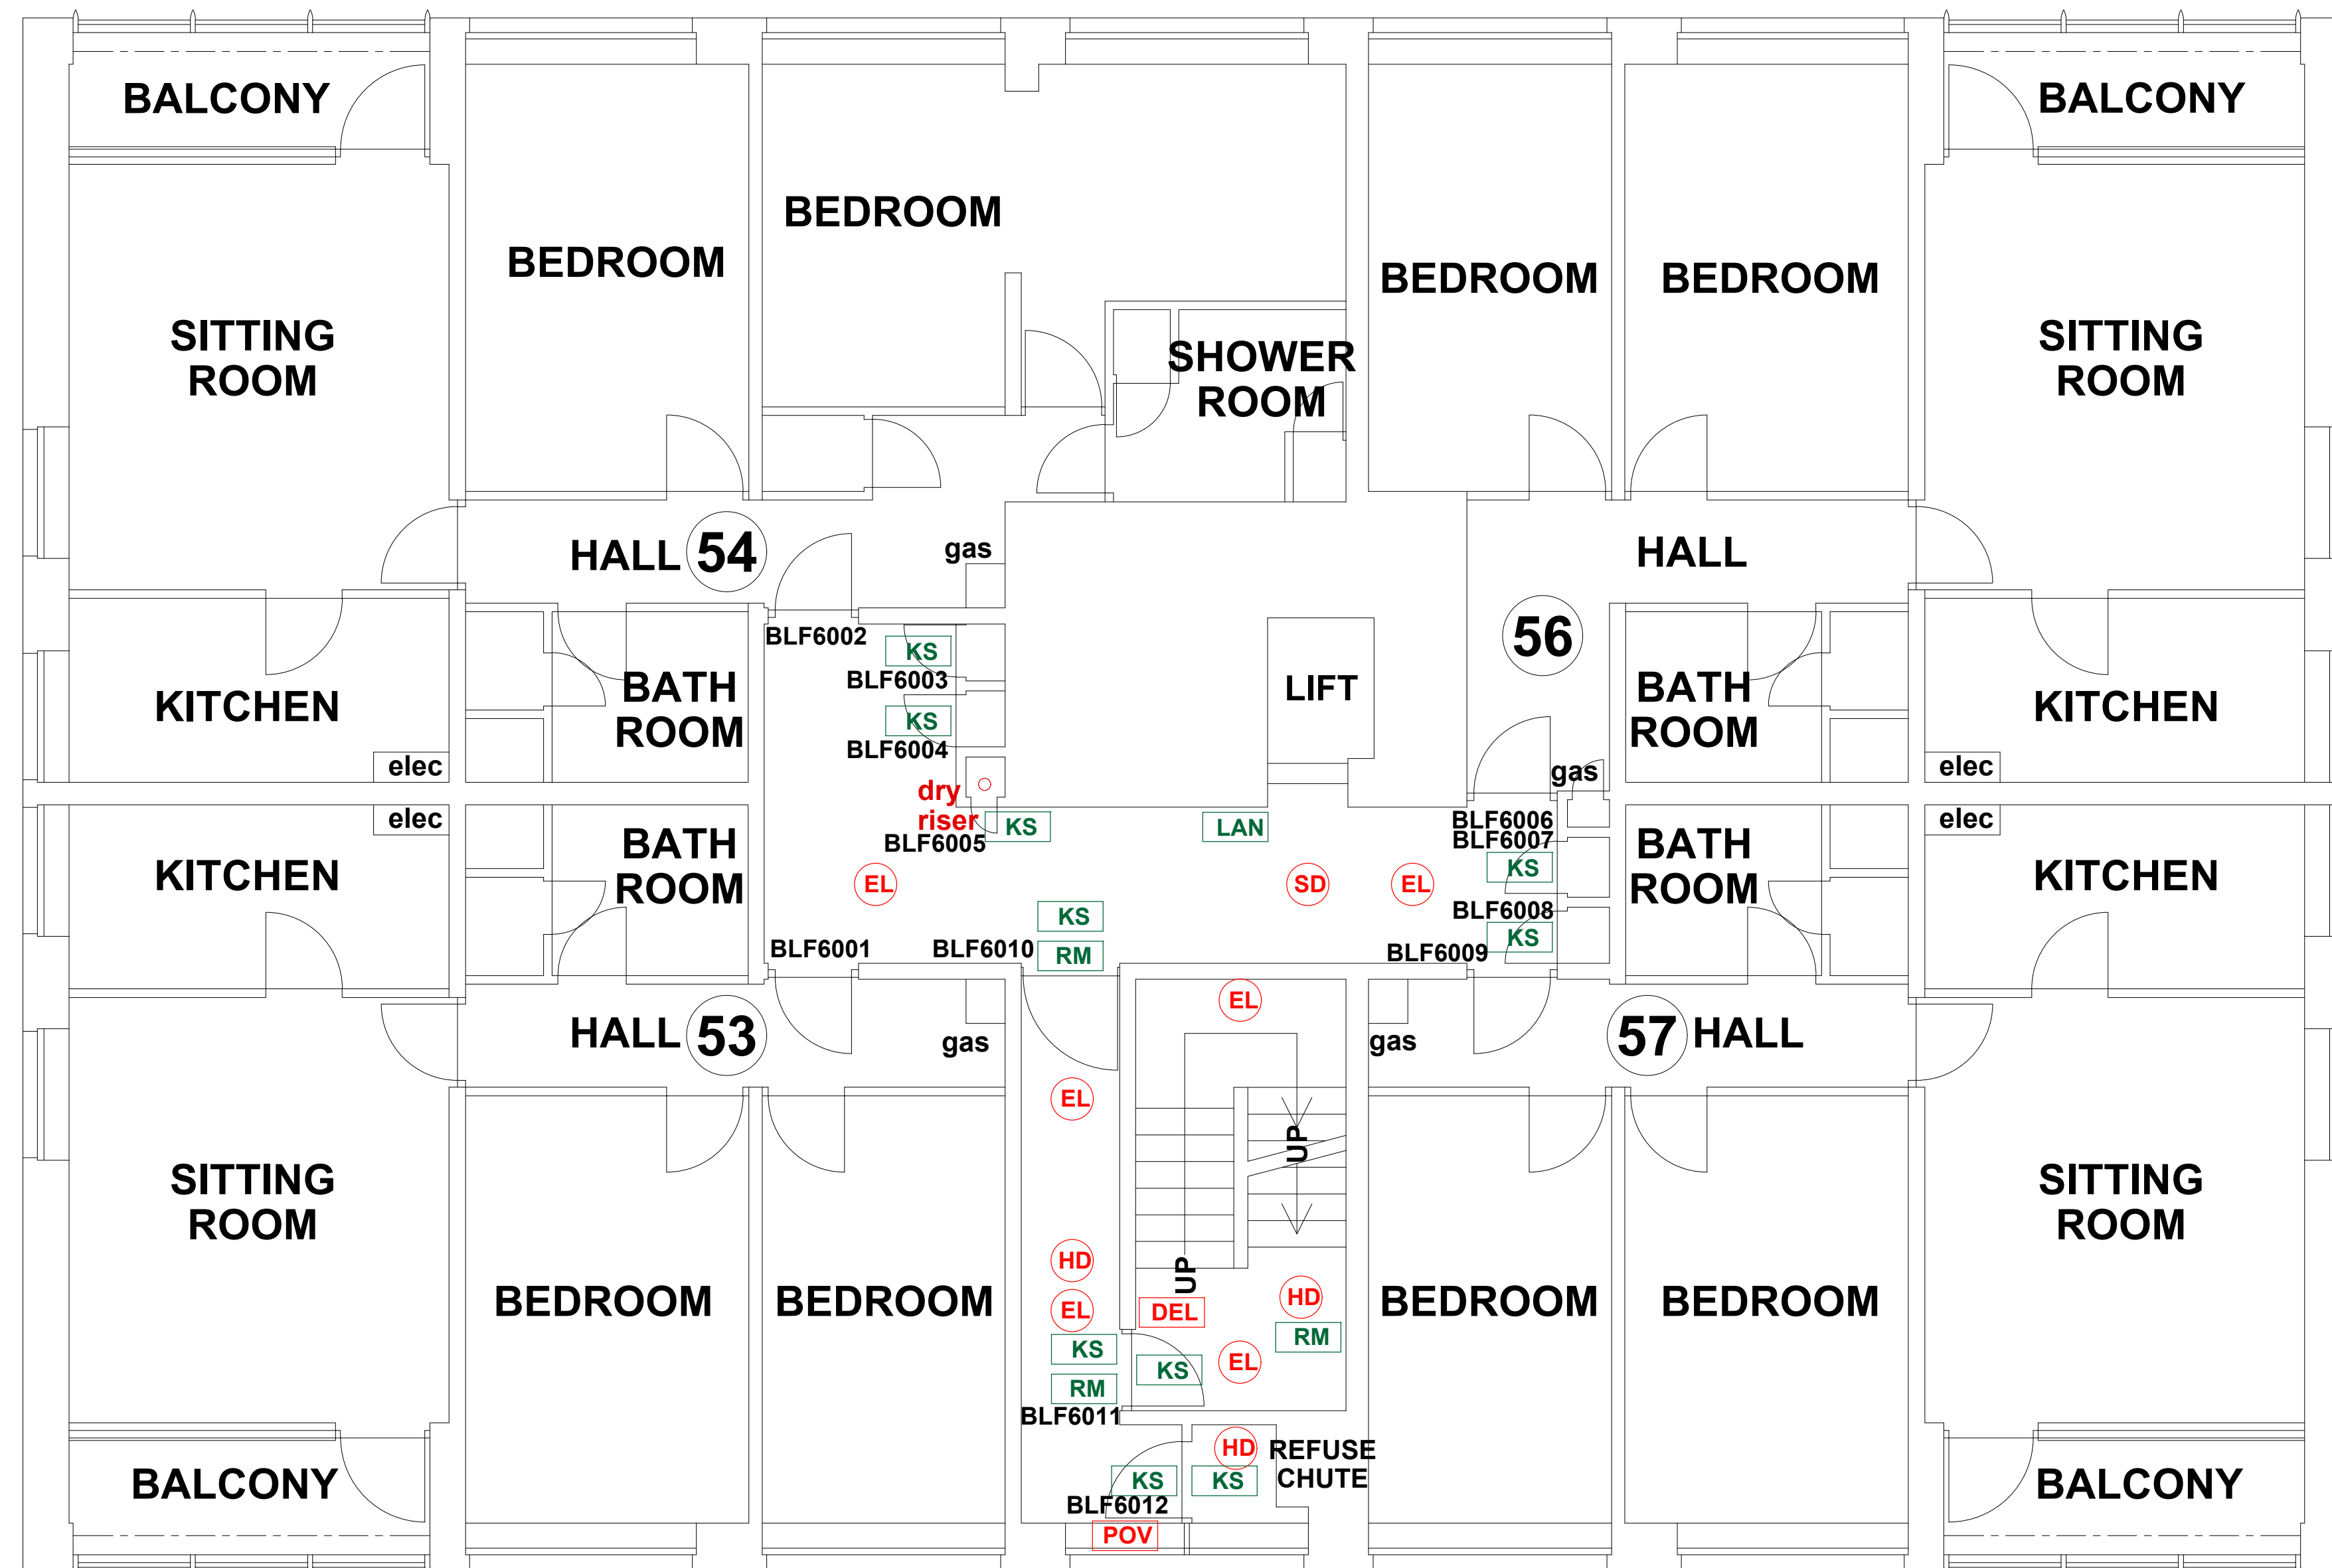 BALCONY
BALCONY
BEDROOM
BEDROOM
BEDROOM
BEDROOM
SITTING
ROOM
SHOWER
ROOM
SITTING
ROOM
HALL
54
gas
HALL
56
BLF6002
KS
BLF6003
KS
BLF6004
KITCHEN
BATH
ROOM
LIFT
BATH
ROOM
KITCHEN
elec
gas
elec
dry
riser
BLF6005
KS
LAN
BLF6006
BLF6007
KS
elec
elec
KITCHEN
BATH
ROOM
EL
SD
EL
BATH
ROOM
KITCHEN
KS
RM
BLF6008
KS
BLF6001
BLF6010
BLF6009
EL
HALL
53
gas
gas
57
HALL
EL
UP
SITTING
ROOM
SITTING
ROOM
HD
UP
BEDROOM
BEDROOM
EL
DEL
HD
RM
BEDROOM
BEDROOM
KS
RM
KS
EL
BLF6011
HD
REFUSE
CHUTE
KS
KS
BLF6012
POV
BALCONY
BALCONY